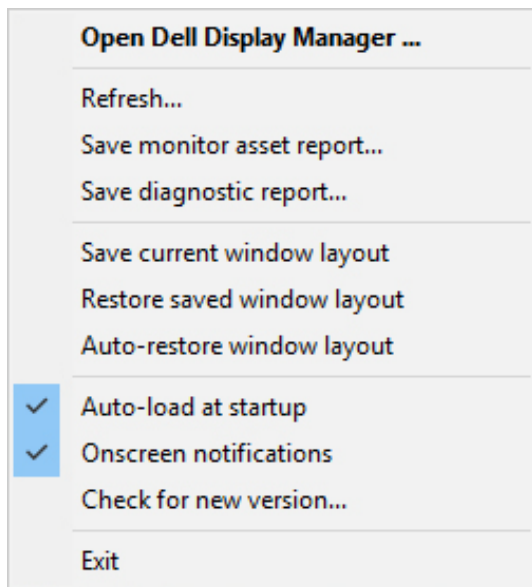 Open Dell Display Manager ...
Refresh...
Save monitor asset report...
Save diagnostic report...
Save current window layout
Restore saved window layout
Auto-restore window layout
Auto-load at startup
Onscreen notifications
Check for new version...
Exit